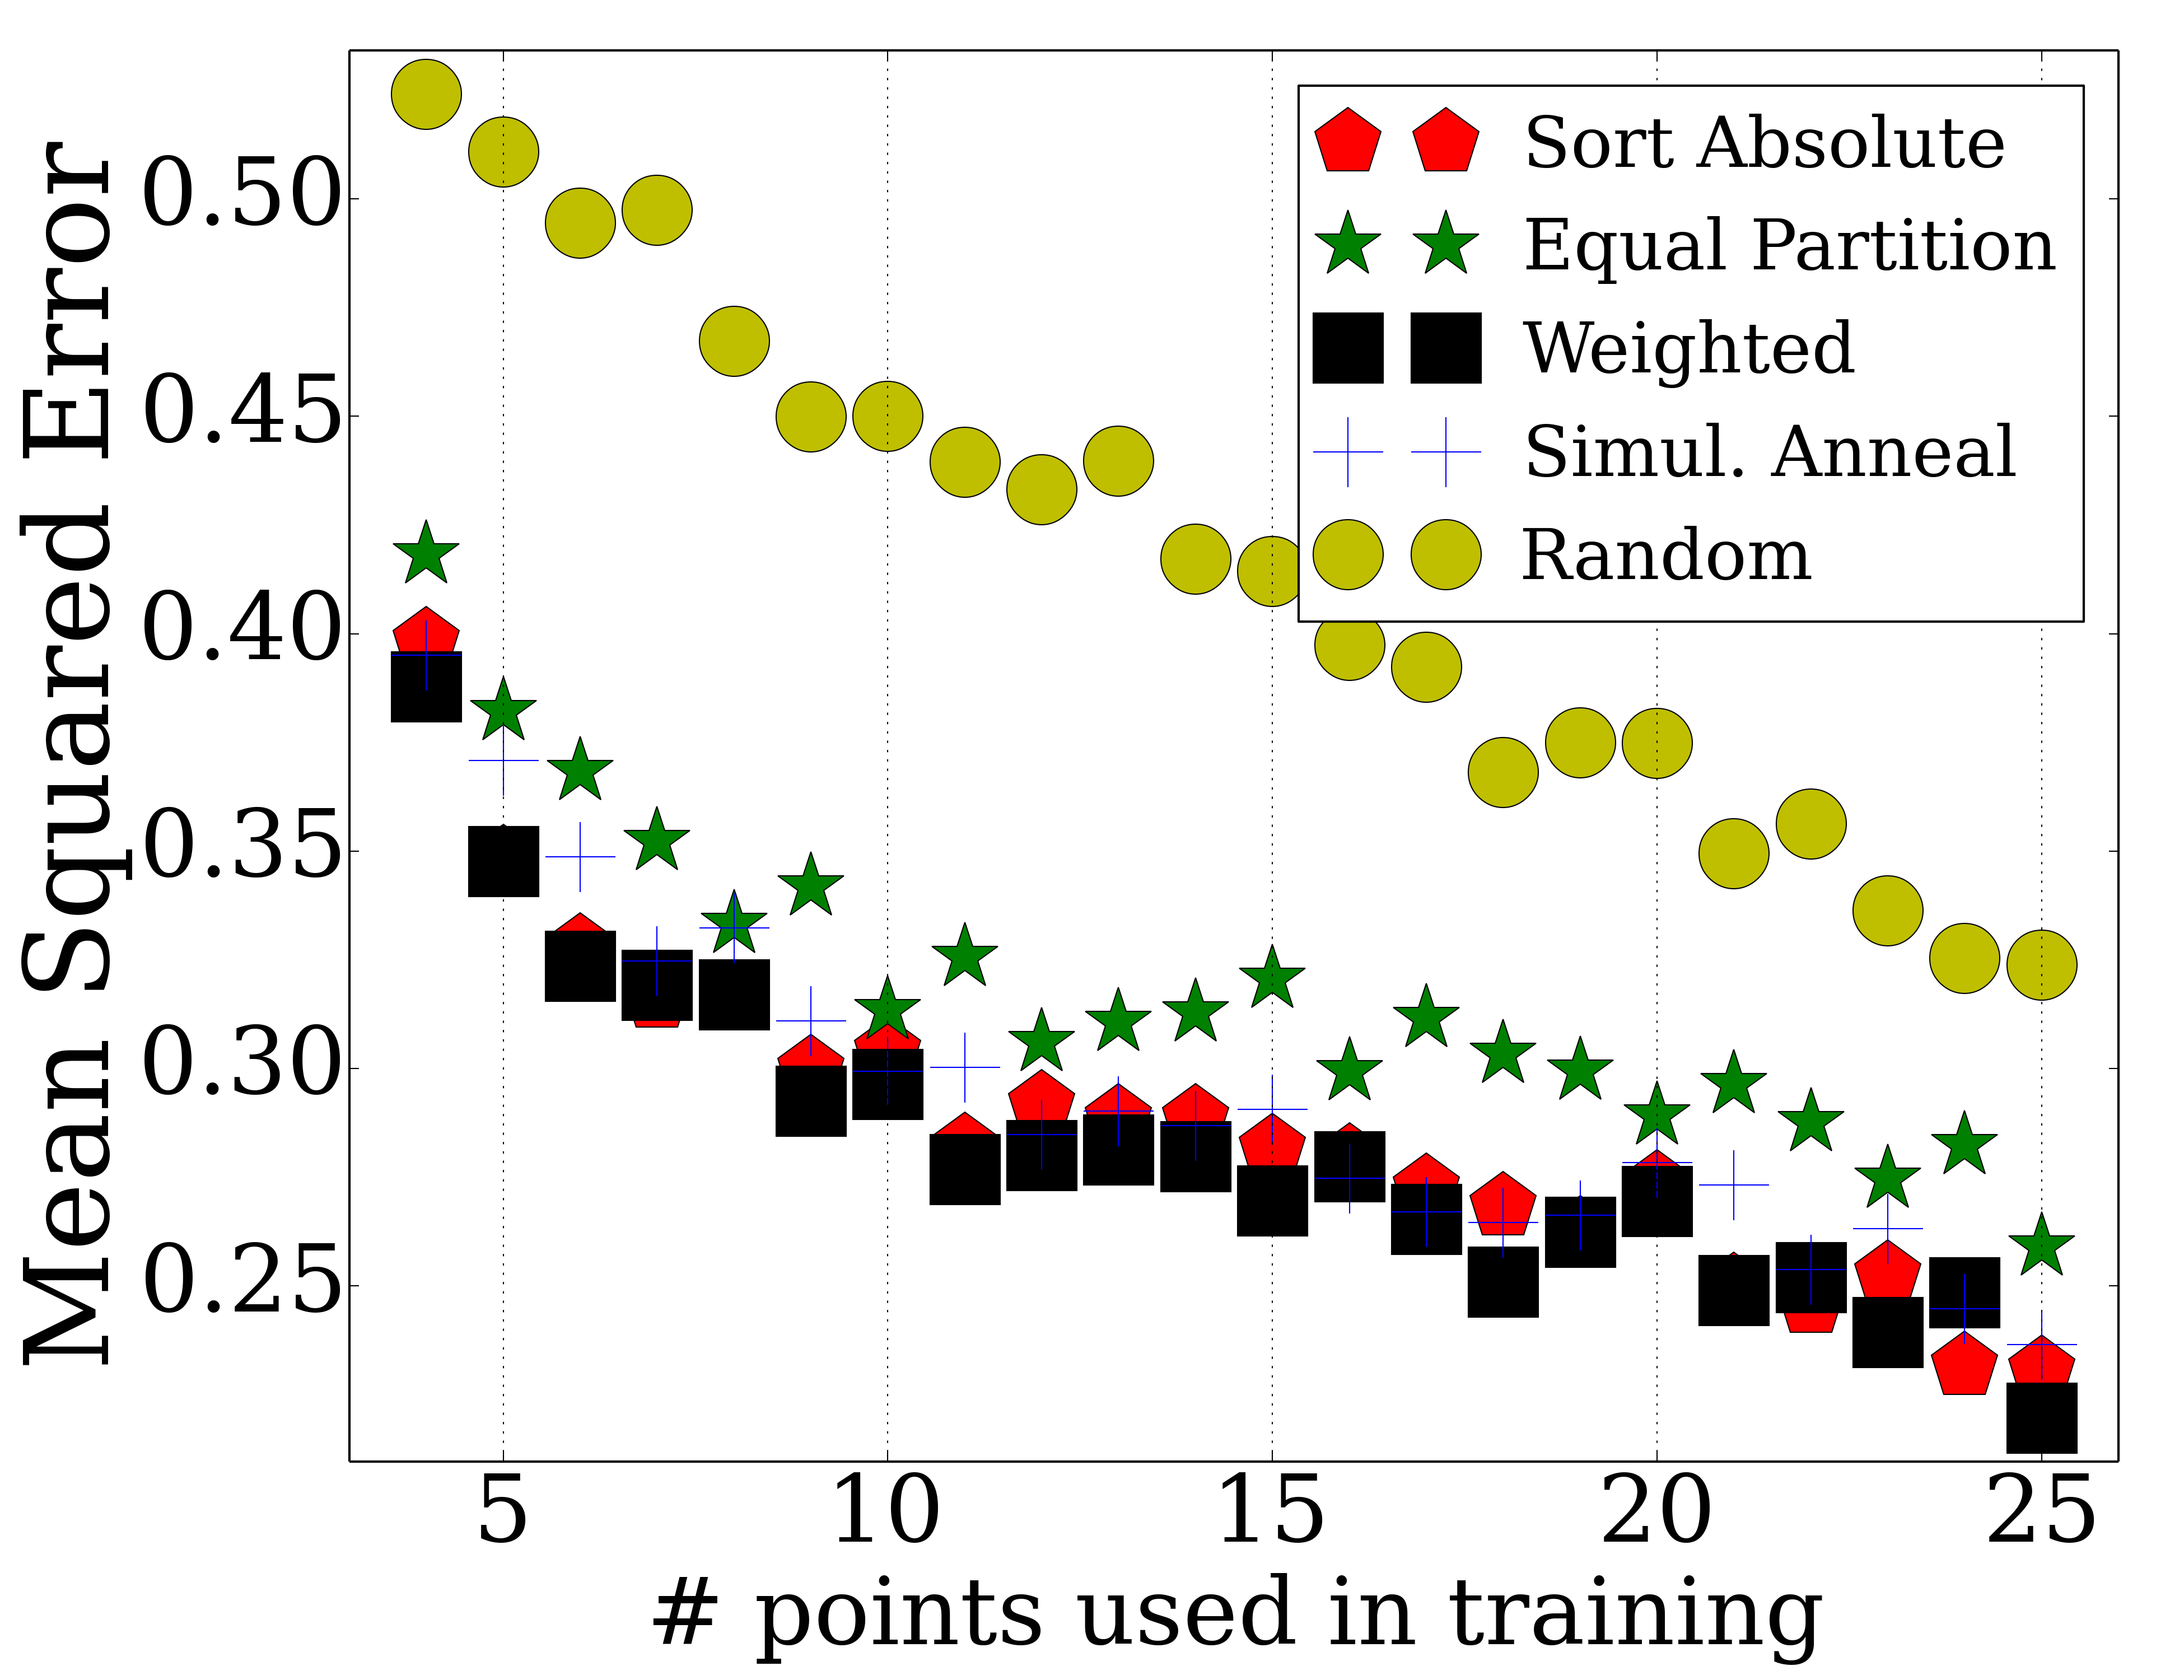 Mean Squared Error
0.50
0.45
0.40
0.35
0.30
0.25
Sort Absolute
Equal Partition
Weighted
Simul. Anneal
Random
5 10 15 20 25
# points used in training